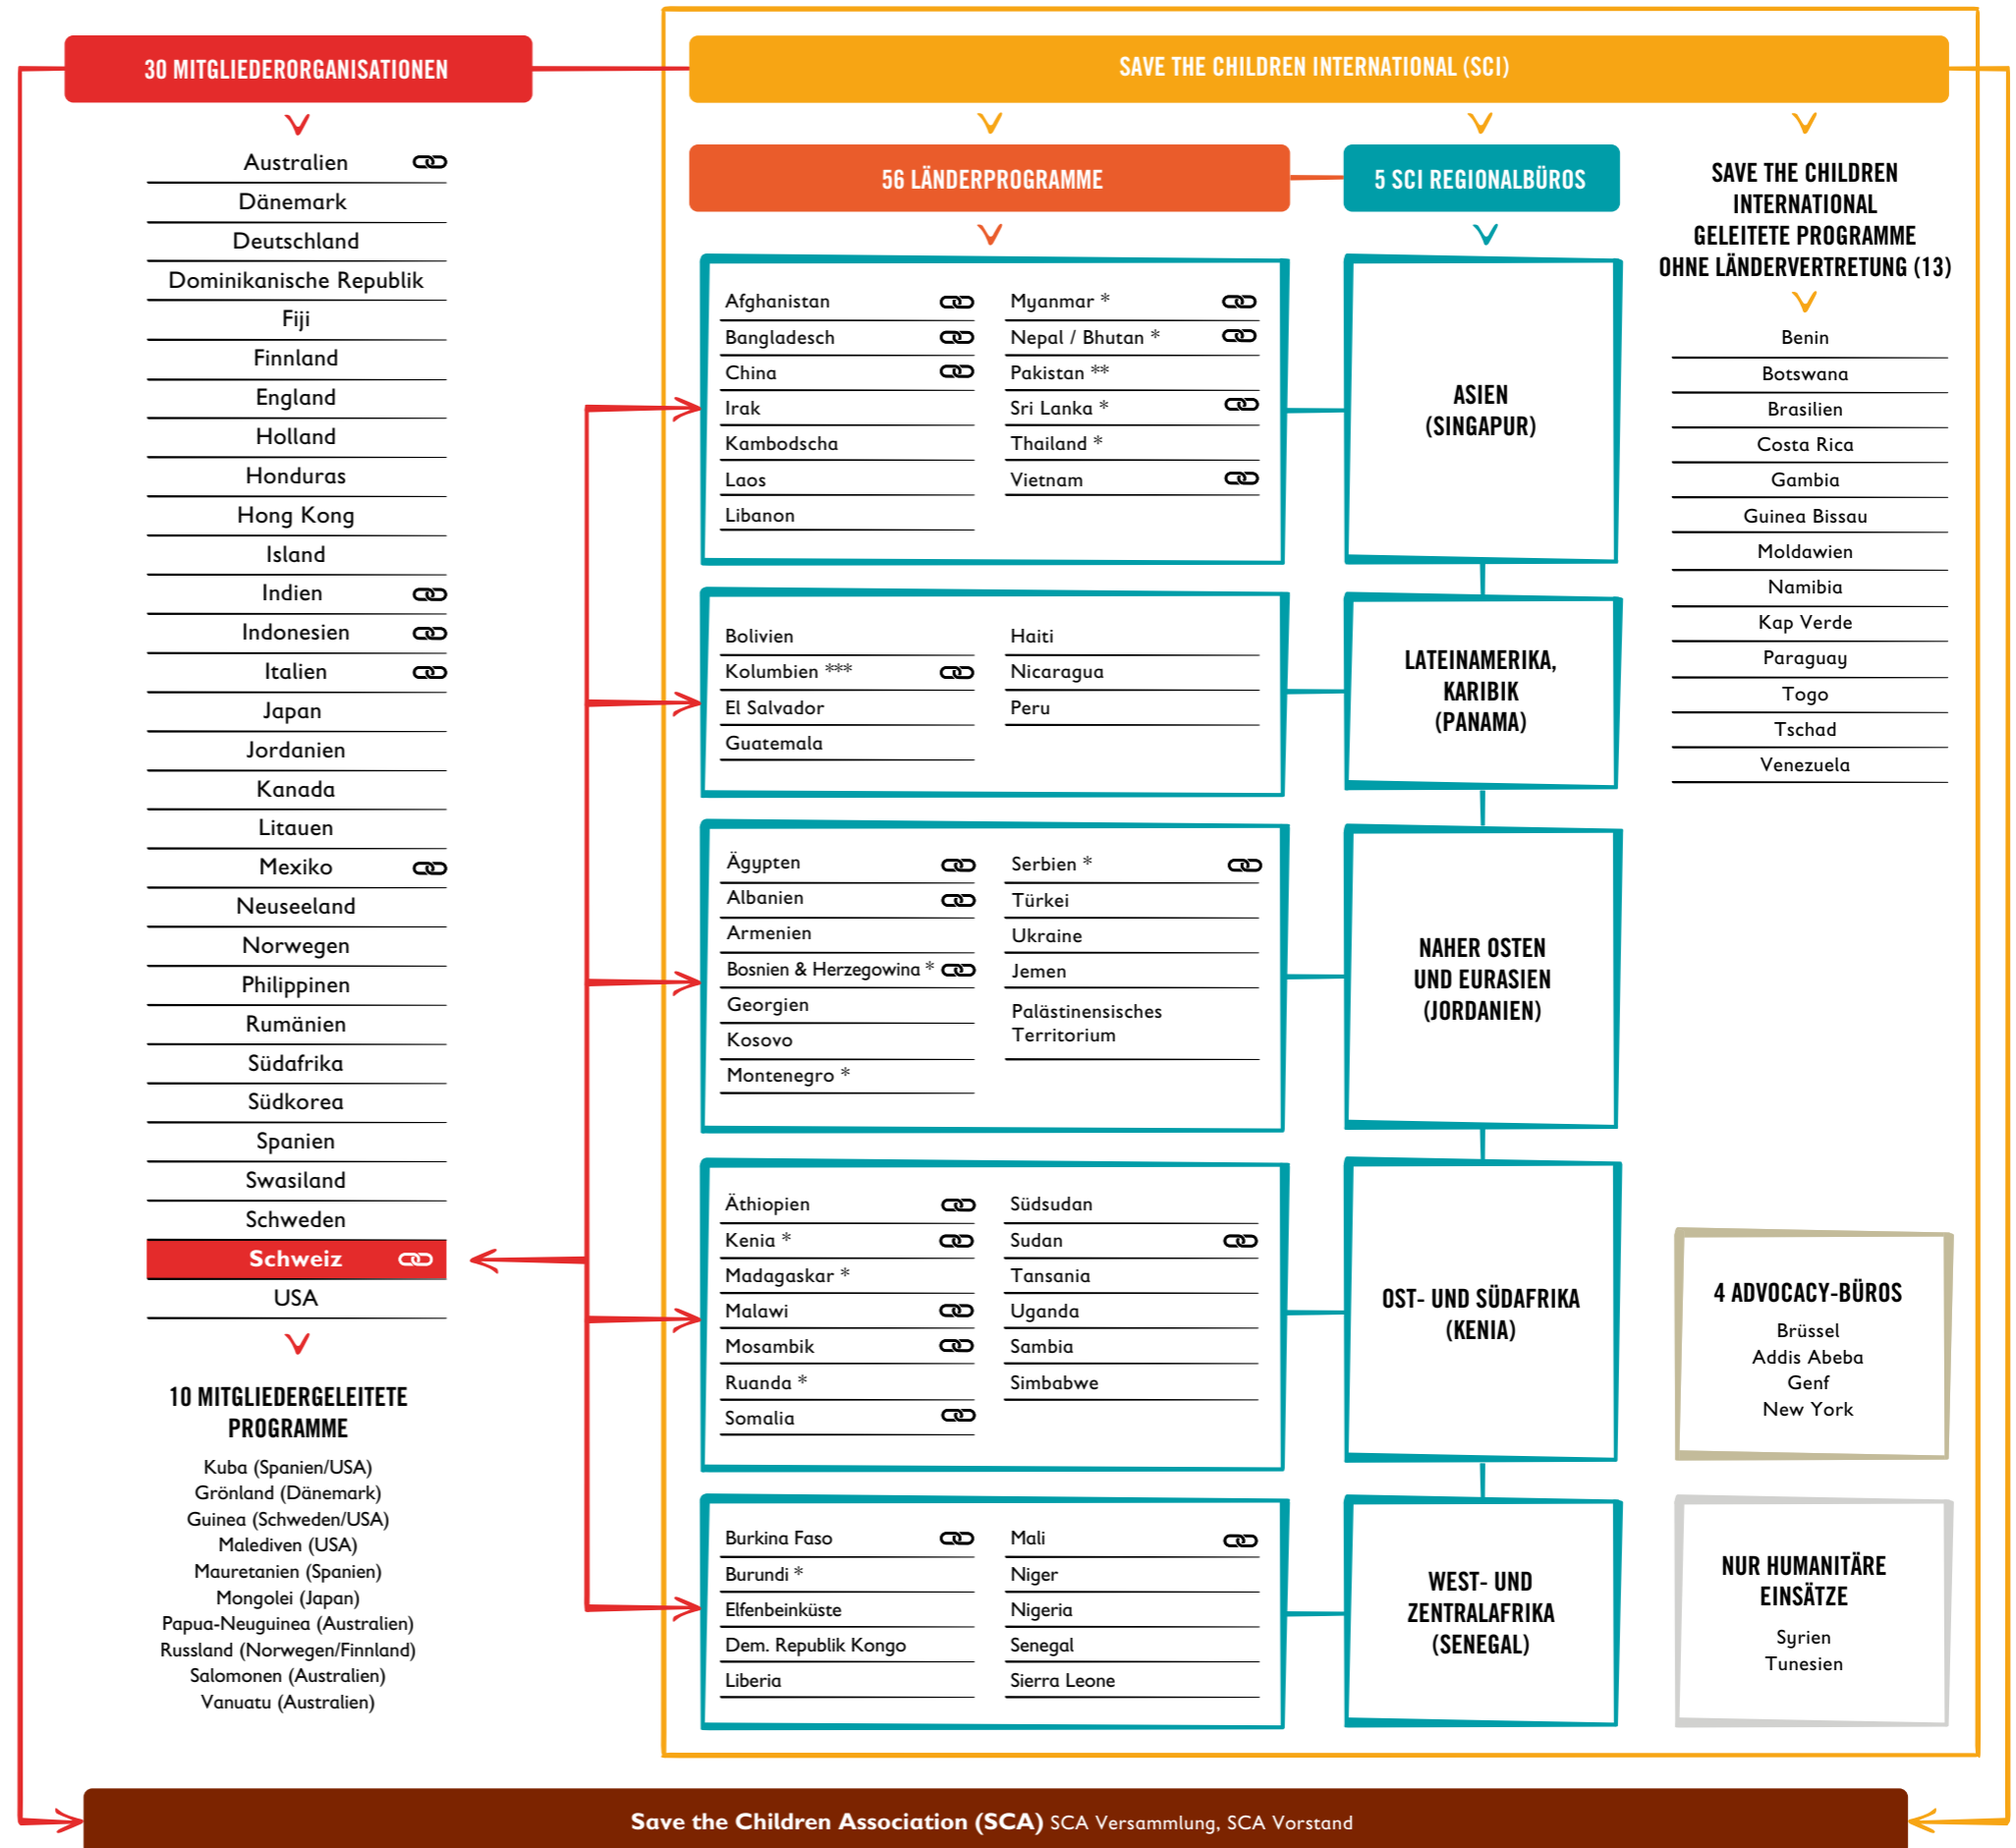 30 MITGLIEDERORGANISATIONEN
Australien
Dänemark
Deutschland
Dominikanische Republik
Fiji
Finnland
England
Holland
Honduras
Hong Kong
Island
Indien
Indonesien
Italien
Japan
Jordanien
Kanada
Litauen
Mexiko
Neuseeland
Norwegen
Philippinen
Rumänien
Südafrika
Südkorea
Spanien
Swasiland
Schweden
Schweiz
USA
10 MITGLIEDERGELEITETE
PROGRAMME
Kuba (Spanien/USA)
Grönland (Dänemark)
Guinea (Schweden/USA)
Malediven (USA)
Mauretanien (Spanien)
Mongolei (Japan)
Papua-Neuguinea (Australien)
Russland (Norwegen/Finnland)
Salomonen (Australien)
Vanuatu (Australien)
SAVE THE CHILDREN INTERNATIONAL (SCI)
56 LÄNDERPROGRAMME
5 SCI REGIONALBÜROS
Afghanistan
Bangladesch
China
Irak
Kambodscha
Laos
Libanon
Myanmar *
Nepal / Bhutan *
Pakistan **
Sri Lanka *
Thailand *
Vietnam
ASIEN
(SINGAPUR)
Bolivien
Kolumbien ***
El Salvador
Guatemala
Haiti
Nicaragua
Peru
LATEINAMERIKA,
KARIBIK
(PANAMA)
Ägypten
Albanien
Armenien
Bosnien & Herzegowina *
Georgien
Kosovo
Montenegro *
Serbien *
Türkei
Ukraine
Jemen
Palästinensisches
Territorium
NAHER OSTEN
UND EURASIEN
(JORDANIEN)
Äthiopien
Kenia *
Madagaskar *
Malawi
Mosambik
Ruanda *
Somalia
Südsudan
Sudan
Tansania
Uganda
Sambia
Simbabwe
OST- UND SÜDAFRIKA
(KENIA)
Burkina Faso
Burundi *
Elfenbeinküste
Dem. Republik Kongo
Liberia
Mali
Niger
Nigeria
Senegal
Sierra Leone
WEST- UND
ZENTRALAFRIKA
(SENEGAL)
SAVE THE CHILDREN
INTERNATIONAL
GELEITETE PROGRAMME
OHNE LÄNDERVERTRETUNG (13)
Benin
Botswana
Brasilien
Costa Rica
Gambia
Guinea Bissau
Moldawien
Namibia
Kap Verde
Paraguay
Togo
Tschad
Venezuela
4 ADVOCACY-BÜROS
Brüssel
Addis Abeba
Genf
New York
NUR HUMANITÄRE
EINSÄTZE
Syrien
Tunesien
Save the Children Association (SCA) SCA Versammlung, SCA Vorstand